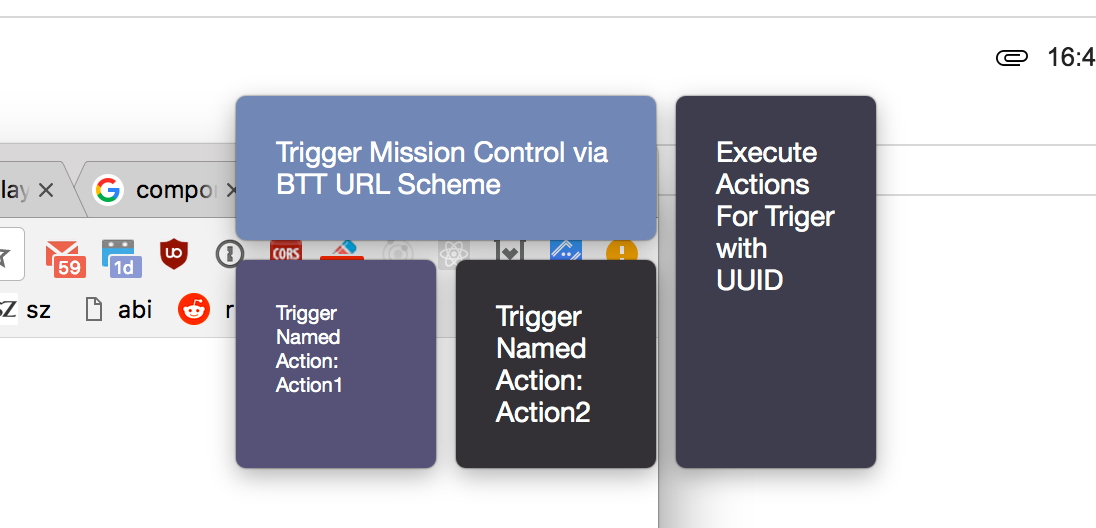 16:4
Trigger Mission Control via
BTT URL Scheme
Execute
Actions
For Triger
with
UUID
lay
compo
59
1d
UD
CORS
sz
abi
r
Trigger
Named
Action:
Action1
Trigger
Named
Action:
Action2